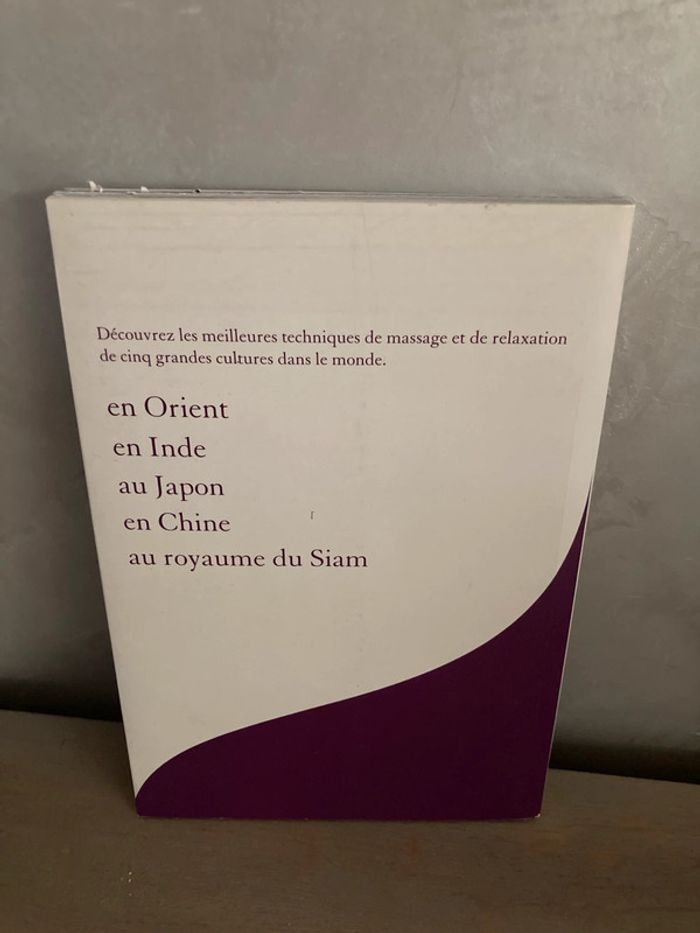 Découvrez les meilleures techniques de massage et de relaxation
de cinq grandes cultures dans le monde.
en Orient
en Inde
au Japon
en Chine
au royaume du Siam